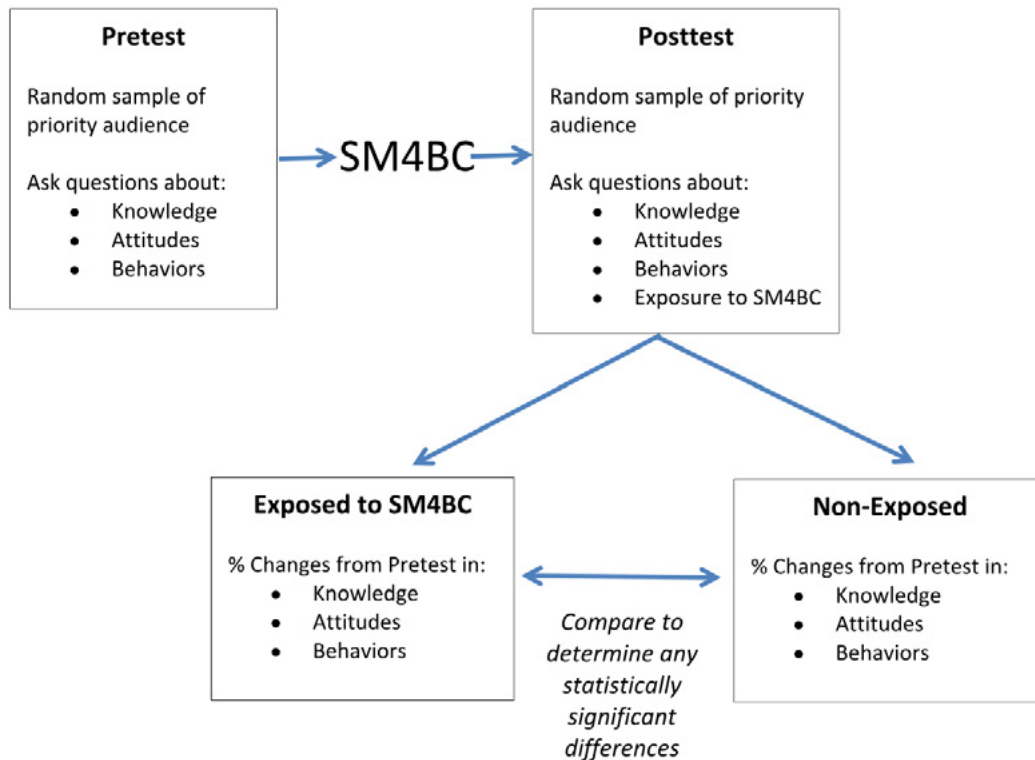 Pretest
Random sample of
priority audience
Ask questions about:
• Knowledge
• Attitudes
• Behaviors
SM4BC
Posttest
Random sample of priority
audience
Ask questions about:
• Knowledge
• Attitudes
• Behaviors
• Exposure to SM4BC
Exposed to SM4BC
% Changes from Pretest in:
• Knowledge
• Attitudes
• Behaviors
Compare to
determine any
statistically
significant
differences
Non-Exposed
% Changes from Pretest in:
• Knowledge
• Attitudes
• Behaviors